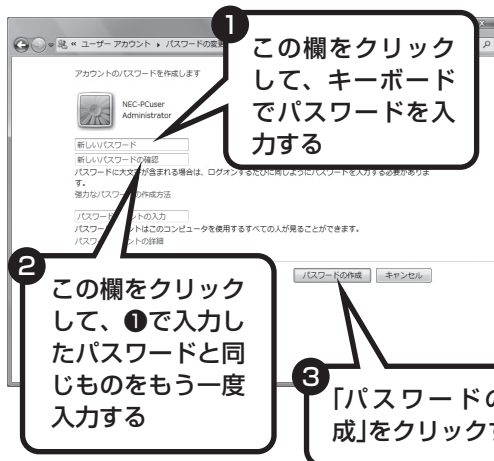 ユーザー アカウント ▸ パスワードの変更
1
この欄をクリック
して、キーボード
でパスワードを入
力する
アカウントのパスワードを作成します
NEC-PCuser
Administrator
新しいパスワード
新しいパスワードの確認
パスワードに大文字が含まれる場合は、ログオンするたびに同じようにパスワードを入力する必要がありま
す。
強力なパスワードの作成方法
パスワード ヒントの入力
パスワード ヒントはこのコンピュータを使用するすべての人が見ることができます。
パスワード ヒントの詳細
パスワードの作成 キャンセル
2
この欄をクリック
して、❶で入力し
たパスワードと同
じものをもう一度
入力する
3
「パスワードの
成」をクリックす